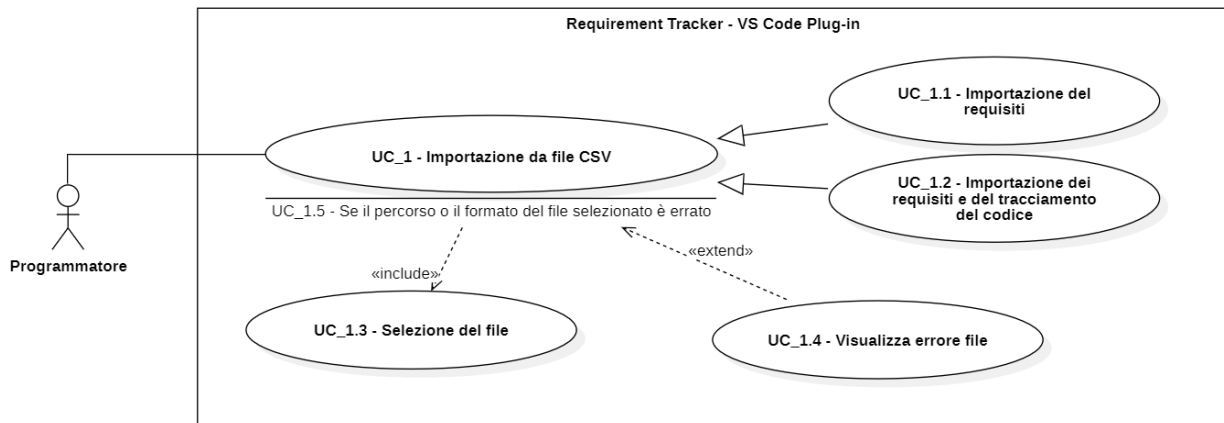 Requirement Tracker - VS Code Plug-in
UC_1.1 - Importazione del
requisiti
UC_1 - Importazione da file CSV
UC_1.2 - Importazione dei
requisiti e del tracciamento
del codice
UC_1.5 - Se il percorso o il formato del file selezionato è errato
Programmatore
«include»
«extend»
UC_1.3 - Selezione del file
UC_1.4 - Visualizza errore file